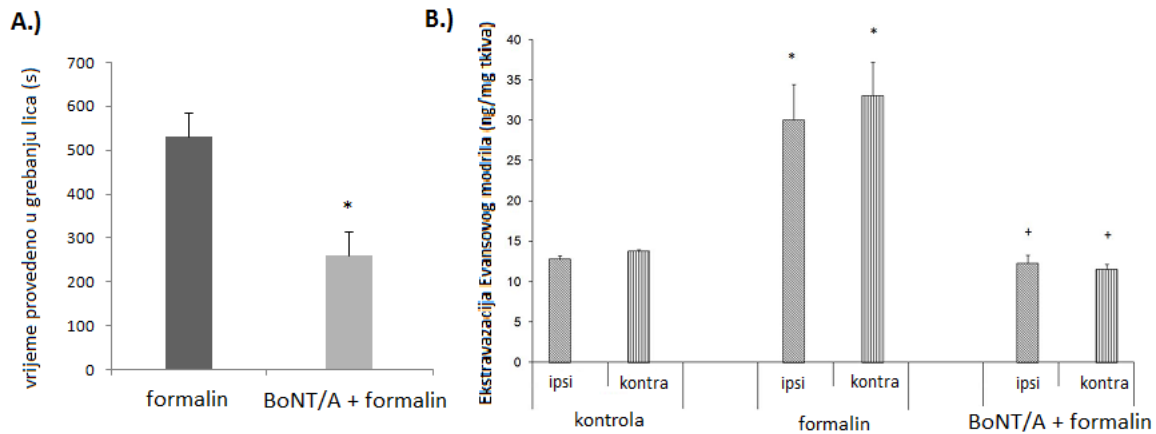 A.)
vrijeme provedeno u grebanju lica (s)
700
600
500
400
300
200
100
0
*
formalin
BoNT/A + formalin
B.)
Ekstravazacija Evansovog modrila (ng/mg tkiva)
40
35
30
25
20
15
10
5
0
*
*
+
+
ipsi
kontra
ipsi
kontra
ipsi
kontra
kontrola
formalin
BoNT/A + formalin